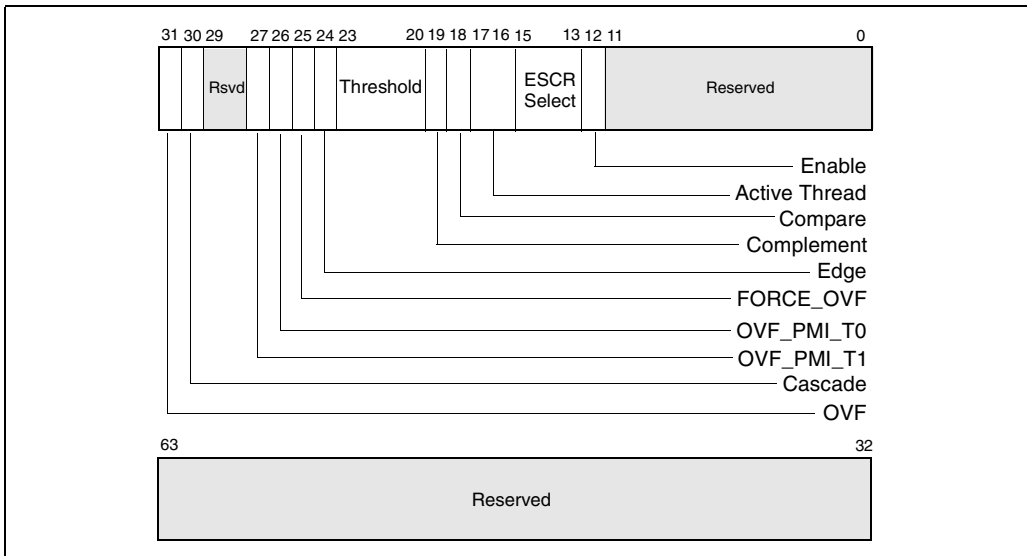 31 30 29 27 26 25 24 23 20 19 18 17 16 15 13 12 11 0
Rsvd Threshold ESCR Select Reserved
Enable
Active Thread
Compare
Complement
Edge
FORCE_OVF
OVF_PMI_T0
OVF_PMI_T1
Cascade
OVF
63 32
Reserved